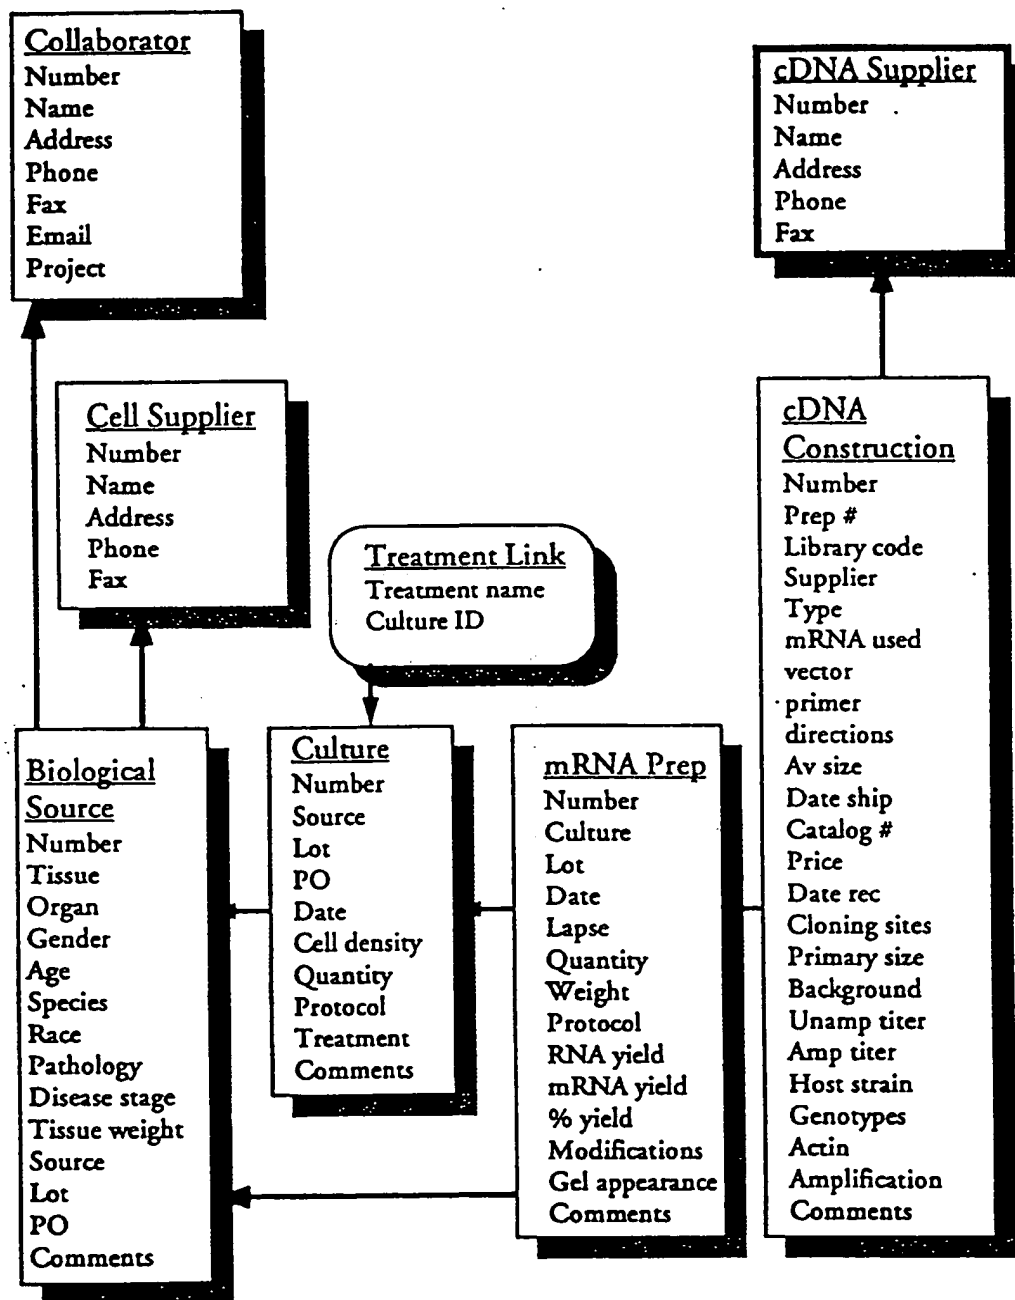 Collaborator
Number
Name
Address
Phone
Fax
Email
Project
cDNA Supplier
Number
Name
Address
Phone
Fax
Cell Supplier
Number
Name
Address
Phone
Fax
Treatment Link
Treatment name
Culture ID
Biological
Source
Number
Tissue
Organ
Gender
Age
Species
Race
Pathology
Disease stage
Tissue weight
Source
Lot
PO
Comments
Culture
Number
Source
Lot
PO
Date
Cell density
Quantity
Protocol
Treatment
Comments
mRNA Prep
Number
Culture
Lot
Date
Lapse
Quantity
Weight
Protocol
RNA yield
mRNA yield
% yield
Modifications
Gel appearance
Comments
cDNA
Construction
Number
Prep #
Library code
Supplier
Type
mRNA used
vector
primer
directions
Av size
Date ship
Catalog #
Price
Date rec
Cloning sites
Primary size
Background
Unamp titer
Amp titer
Host strain
Genotypes
Actin
Amplification
Comments